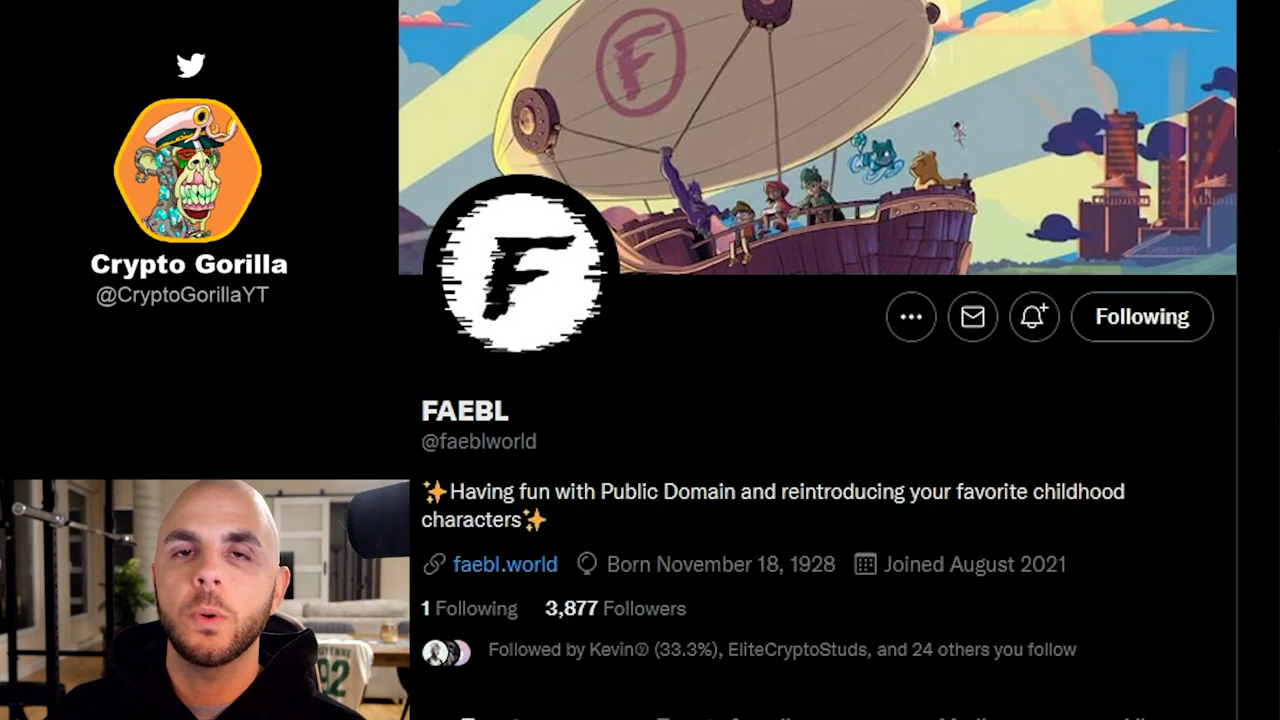 Crypto Gorilla
@CryptoGorillaYT
F
F
Following
FAEBL
@faeblworld
✨Having fun with Public Domain and reintroducing your favorite childhood
characters✨
faebl.world Born November 18, 1928 Joined August 2021
1 Following 3,877 Followers
Followed by Kevin⑦ (33.3%), EliteCryptoStuds, and 24 others you follow
92